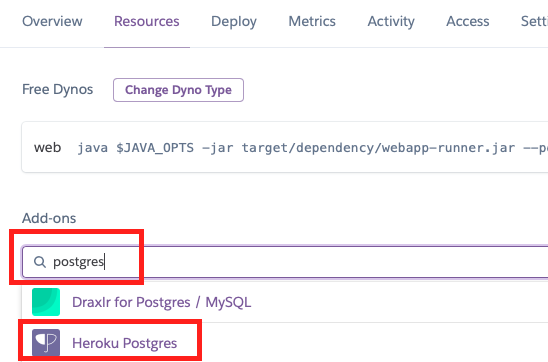 Overview Resources Deploy Metrics Activity Access Setti
Free Dynos Change Dyno Type
web java $JAVA_OPTS -jar target/dependency/webapp-runner.jar --po
Add-ons
postgres
Draxlr for Postgres / MySQL
Heroku Postgres